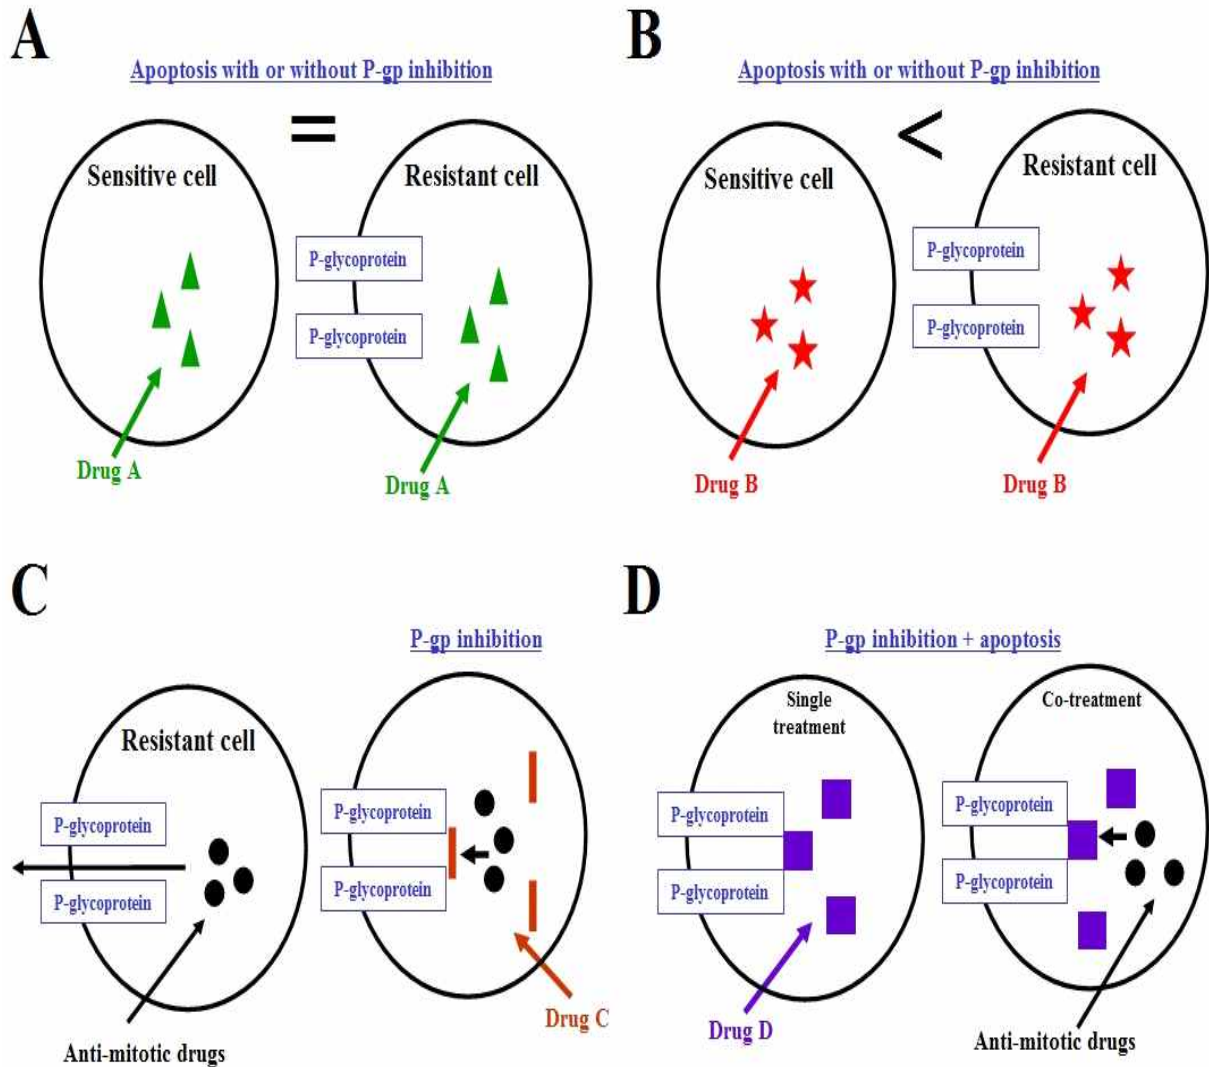 A
Apoptosis with or without P-gp inhibition
=
Sensitive cell
Resistant cell
P-glycoprotein
P-glycoprotein
Drug A
Drug A
B
Apoptosis with or without P-gp inhibition
<
Sensitive cell
Resistant cell
P-glycoprotein
P-glycoprotein
Drug B
Drug B
C
P-gp inhibition
Resistant cell
P-glycoprotein
P-glycoprotein
P-glycoprotein
P-glycoprotein
Drug C
Anti-mitotic drugs
D
P-gp inhibition + apoptosis
Single
treatment
Co-treatment
P-glycoprotein
P-glycoprotein
P-glycoprotein
P-glycoprotein
Drug D
Anti-mitotic drugs